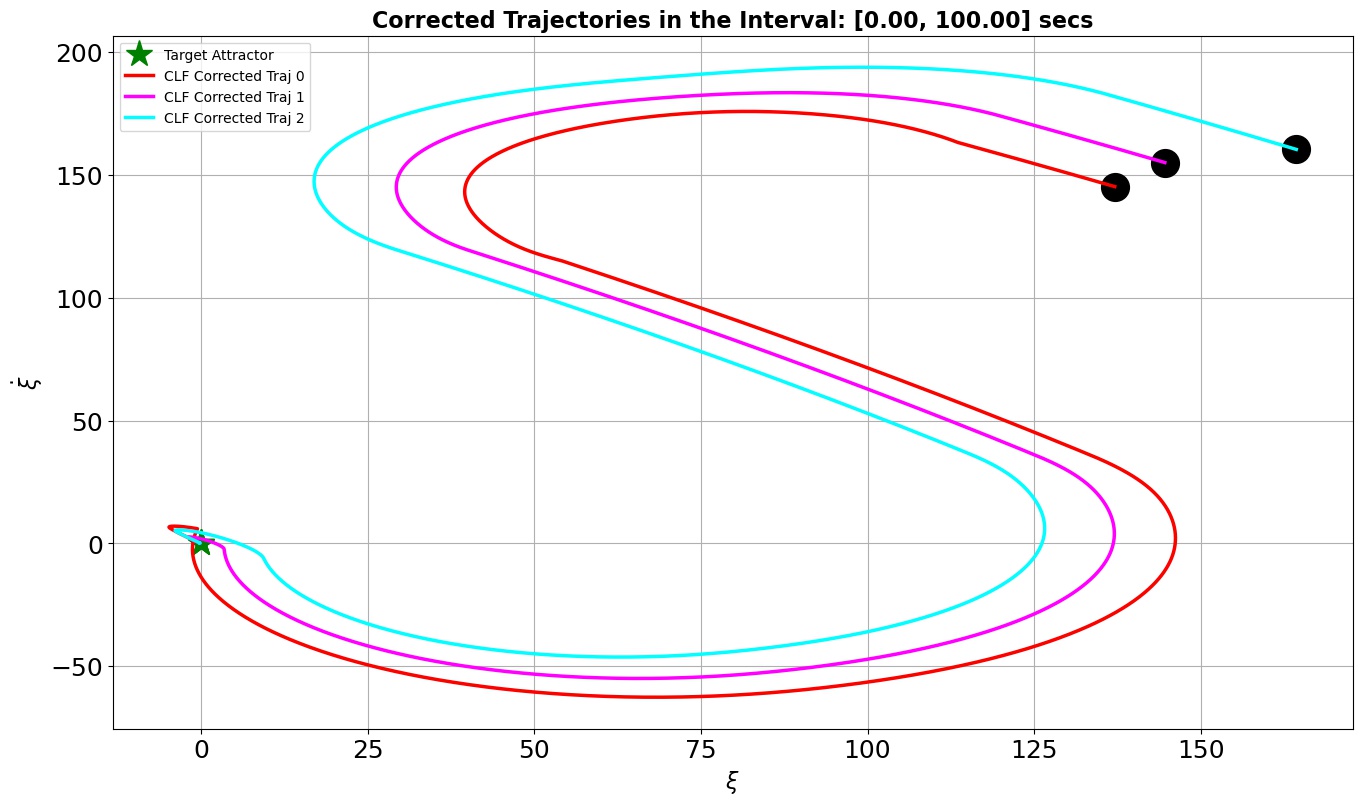 Corrected Trajectories in the Interval: [0.00, 100.00] secs
Target Attractor
CLF Corrected Traj 0
CLF Corrected Traj 1
CLF Corrected Traj 2
200
150
100
50
0
−50
ξ̇
0 25 50 75 100 125 150
ξ